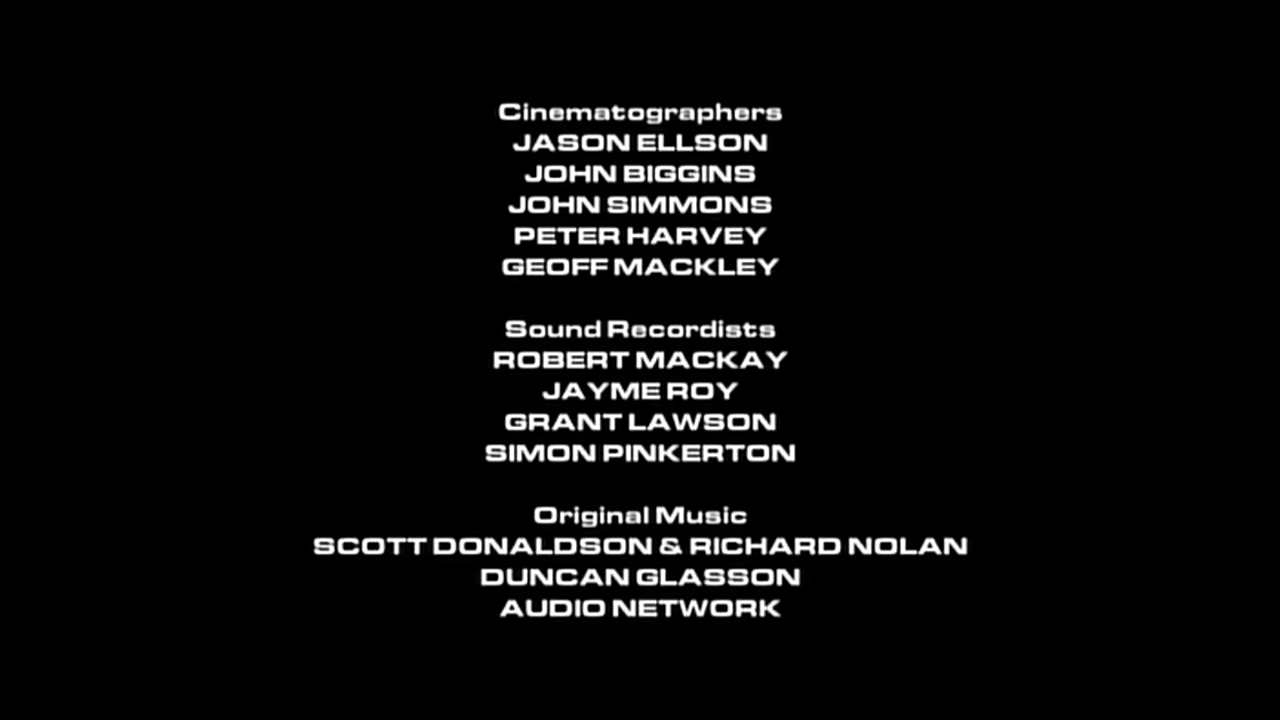 Cinematographers
JASON ELLSON
JOHN BIGGINS
JOHN SIMMONS
PETER HARVEY
GEOFF MACKLEY
Sound Recordists
ROBERT MACKAY
JAYME ROY
GRANT LAWSON
SIMON PINKERTON
Original Music
SCOTT DONALDSON & RICHARD NOLAN
DUNCAN GLASSON
AUDIO NETWORK